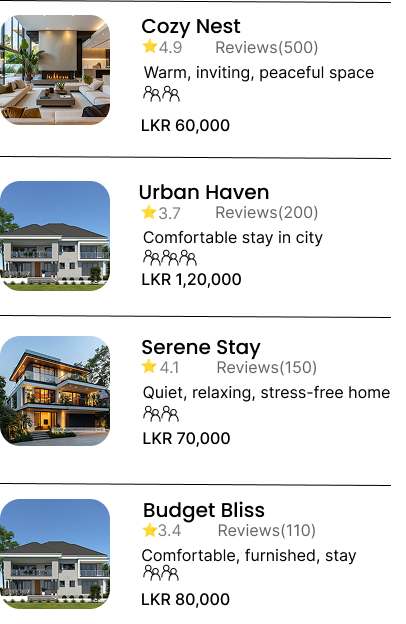 Cozy Nest
4.9 Reviews(500)
Warm, inviting, peaceful space
LKR 60,000
Urban Haven
3.7 Reviews(200)
Comfortable stay in city
LKR 1,20,000
Serene Stay
4.1 Reviews(150)
Quiet, relaxing, stress-free home
LKR 70,000
Budget Bliss
3.4 Reviews(110)
Comfortable, furnished, stay
LKR 80,000